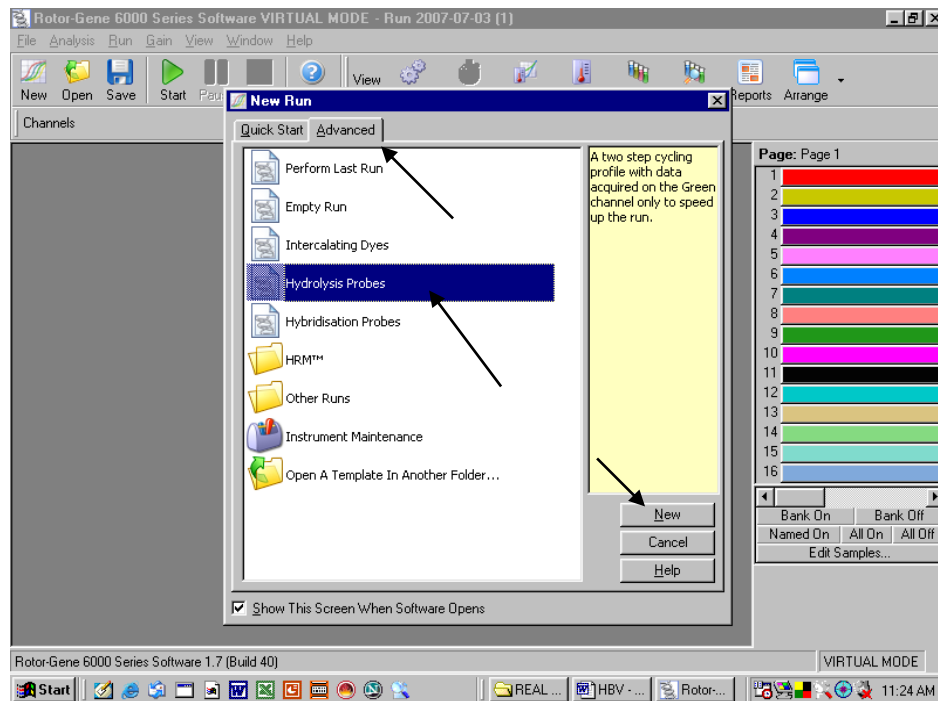 Rotor-Gene 6000 Series Software VIRTUAL MODE - Run 2007-07-03 (1)
File Analysis Run Gain View Window Help
New Open Save Start Pau View Reports Arrange
Channels
New Run
Quick Start Advanced
Perform Last Run
Empty Run
Intercalating Dyes
Hydrolysis Probes
Hybridisation Probes
HRM™
Other Runs
Instrument Maintenance
Open A Template In Another Folder...
A two step cycling
profile with data
acquired on the Green
channel only to speed
up the run.
New
Cancel
Help
Show This Screen When Software Opens
Page: Page 1
1
2
3
4
5
6
7
8
9
10
11
12
13
14
15
16
Bank On Bank Off
Named On All On All Off
Edit Samples...
Rotor-Gene 6000 Series Software 1.7 (Build 40) VIRTUAL MODE
Start REAL ... HBV - ... Rotor-... 11:24 AM